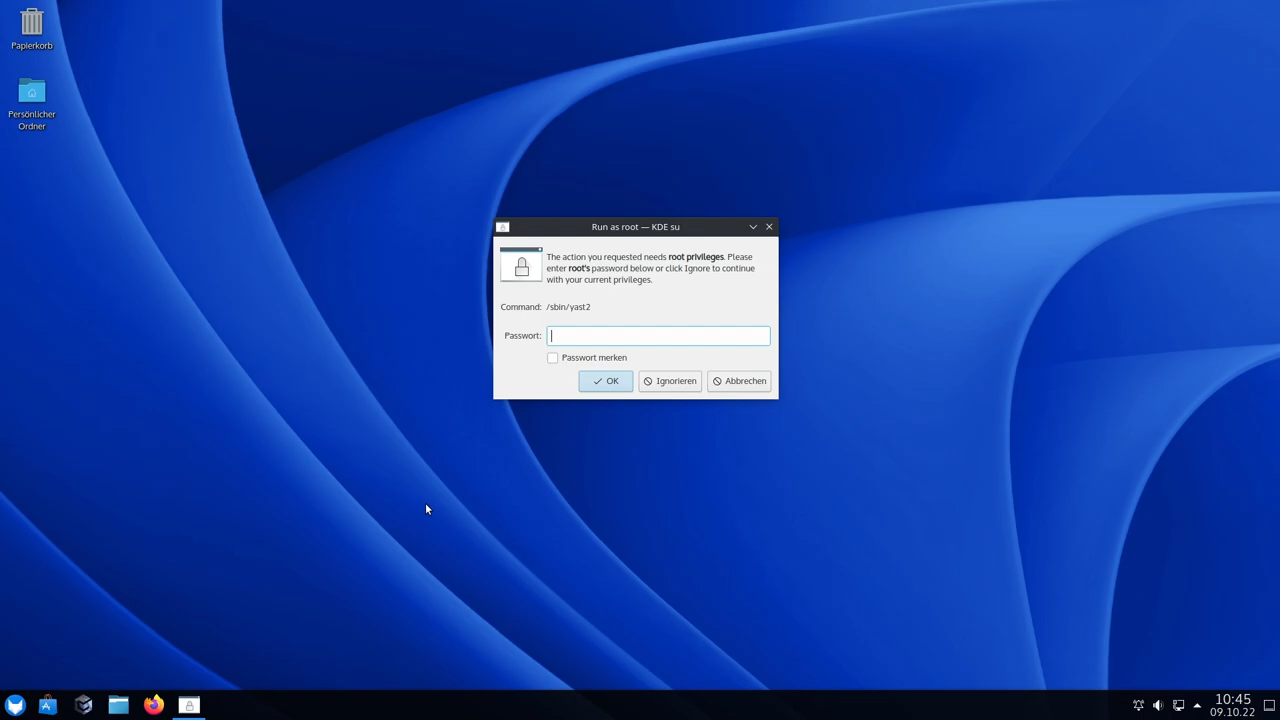 Papierkorb
Persönlicher
Ordner
Run as root — KDE su
The action you requested needs root privileges. Please
enter root's password below or click Ignore to continue
with your current privileges.
Command: /sbin/yast2
Passwort:
Passwort merken
OK
Ignorieren
Abbrechen
10:45
09.10.22